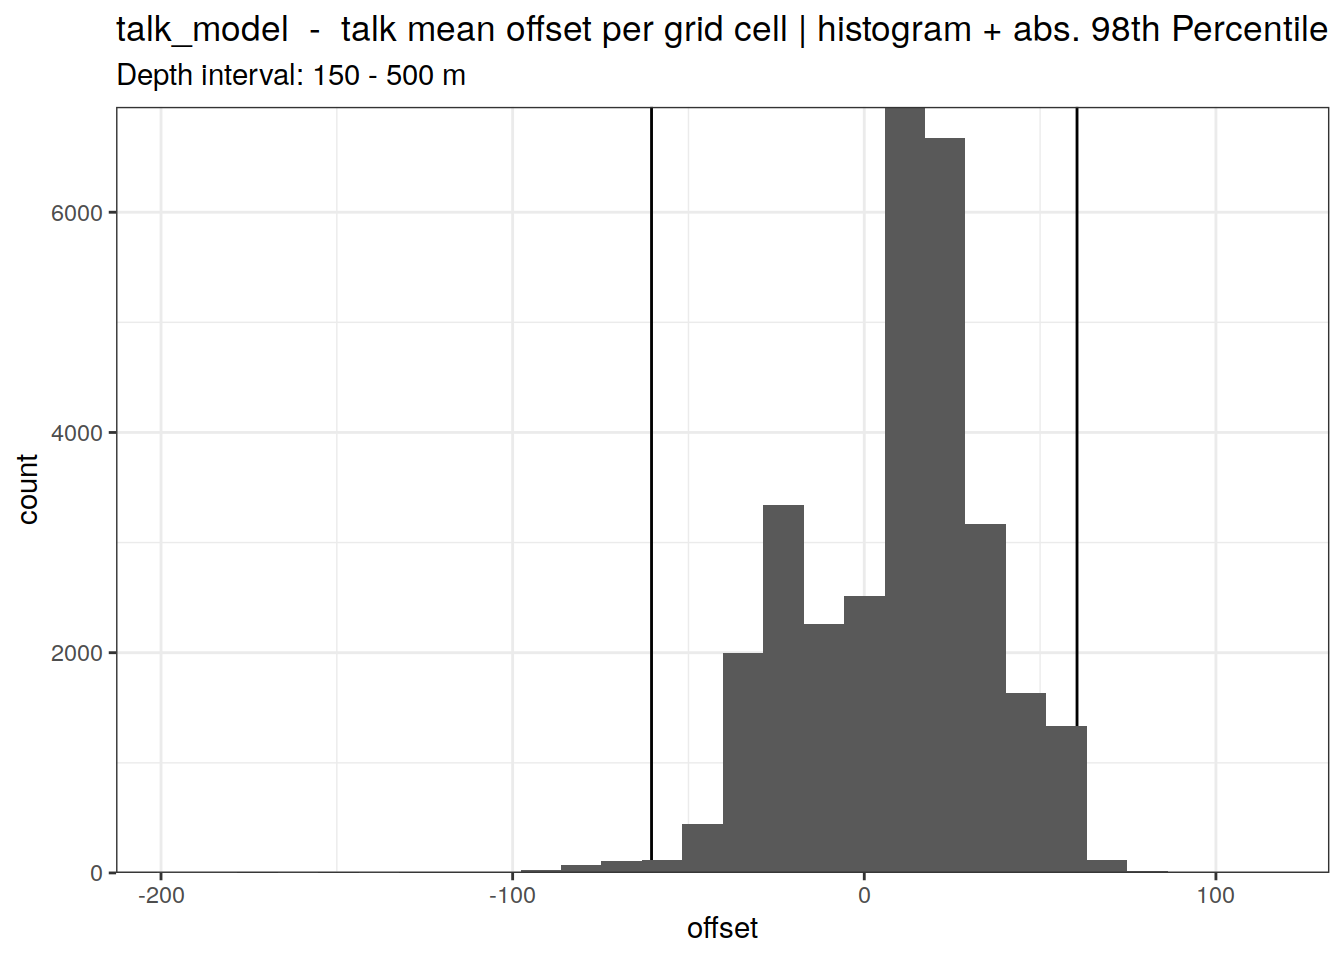 talk_model  -  talk mean offset per grid cell | histogram + abs. 98th Percentile
Depth interval: 150 - 500 m
6000
4000
2000
0
count
-200
-100
0
100
offset